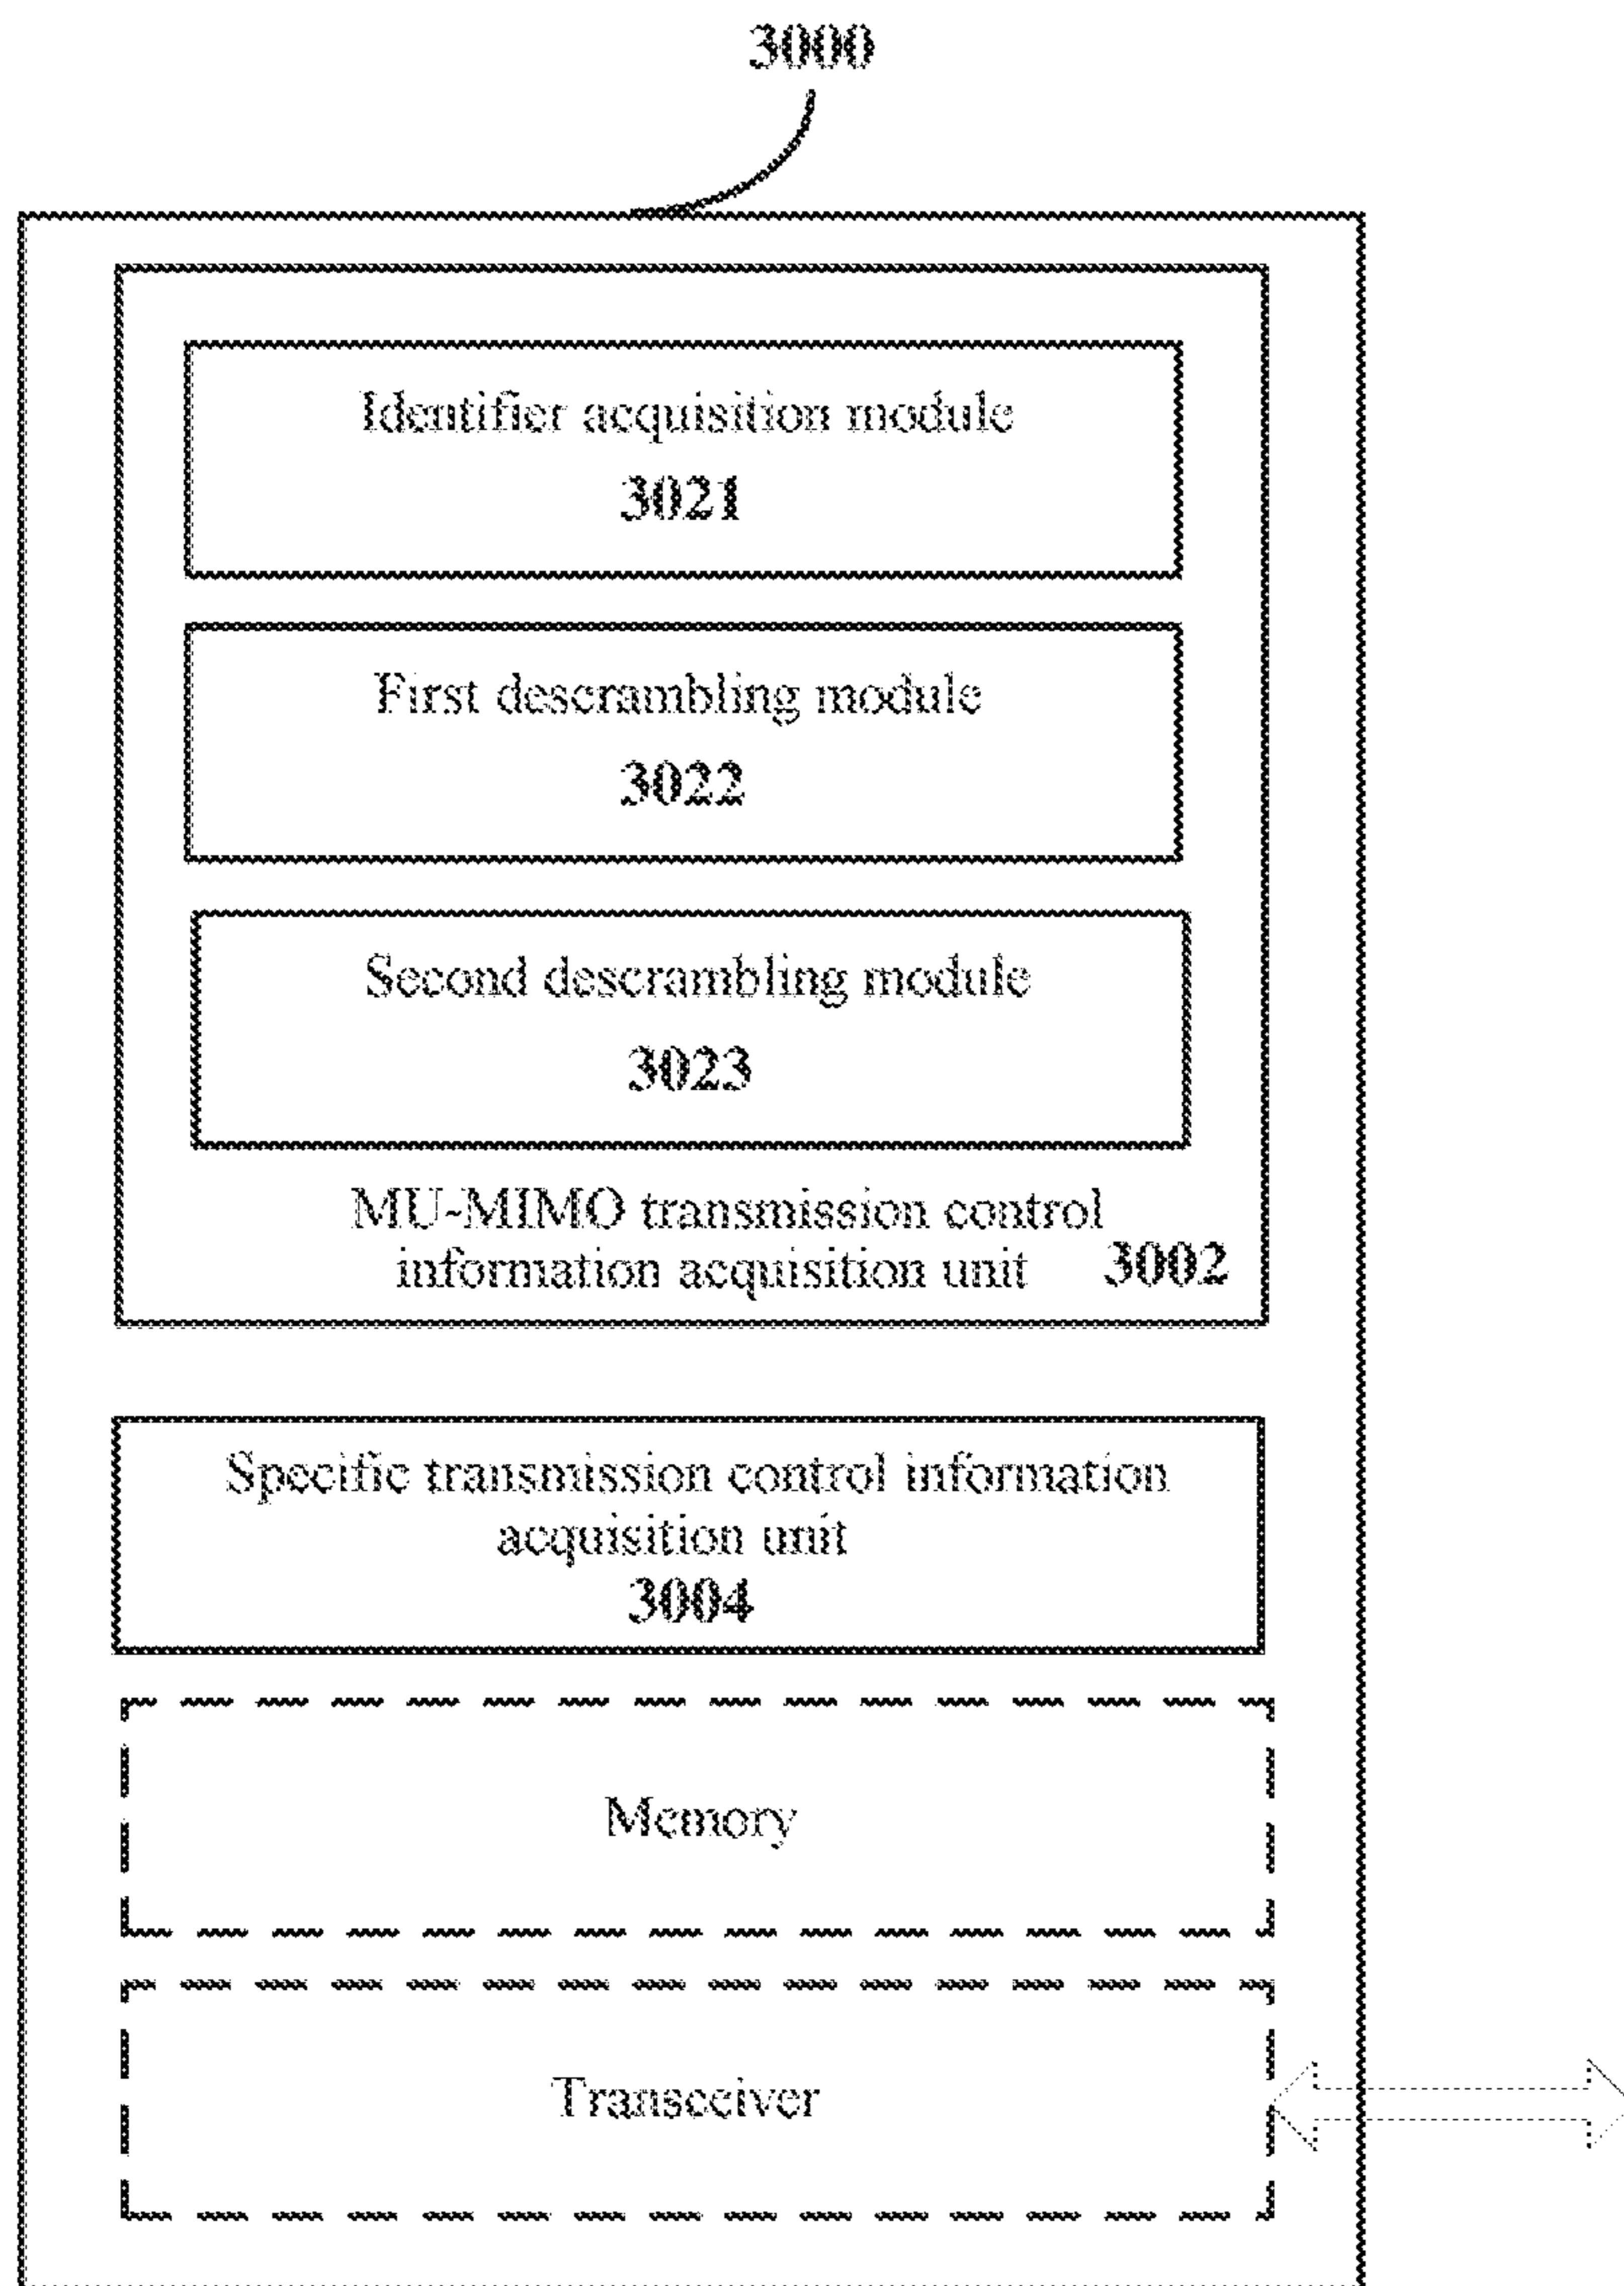 3000
Identifier acquisition module
3021
First descrambling module
3022
Second descrambling module
3023
MU-MIMO transmission control
information acquisition unit 3002
Specific transmission control information
acquisition unit
3004
Memory
Transceiver